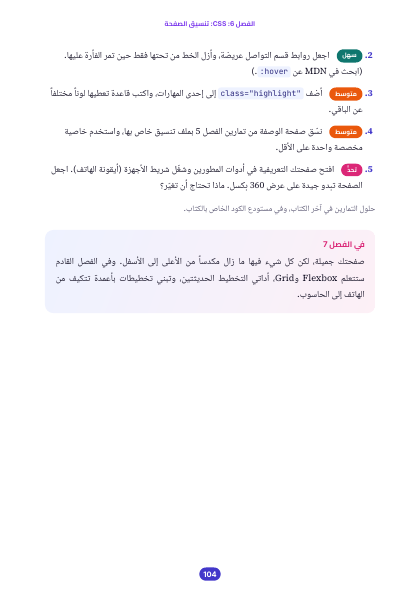 الفصل 6: CSS: تنسيق الصفحة
2. سهل اجعل روابط قسم التواصل عريضة، وأزل الخط من تحتها فقط حين تمر الفأرة عليها.
(ابحث في MDN عن :hover.)
3. متوسط أضف class="highlight" إلى إحدى المهارات، واكتب قاعدة تعطيها لوناً مختلفاً
عن الباقي.
4. متوسط نسّق صفحة الوصفة من تمارين الفصل 5 بملف تنسيق خاص بها، واستخدم خاصية
مخصصة واحدة على الأقل.
5. تحدٍّ افتح صفحتك التعريفية في أدوات المطورين وشغّل شريط الأجهزة (أيقونة الهاتف). اجعل
الصفحة تبدو جيدة على عرض 360 بكسل. ماذا تحتاج أن تغيّر؟
حلول التمارين في آخر الكتاب، وفي مستودع الكود الخاص بالكتاب.
في الفصل 7
صفحتك جميلة، لكن كل شيء فيها ما زال مكدساً من الأعلى إلى الأسفل. وفي الفصل القادم
ستتعلم Flexbox وGrid، أداتي التخطيط الحديثتين، وتبني تخطيطات بأعمدة تتكيف من
الهاتف إلى الحاسوب.
104